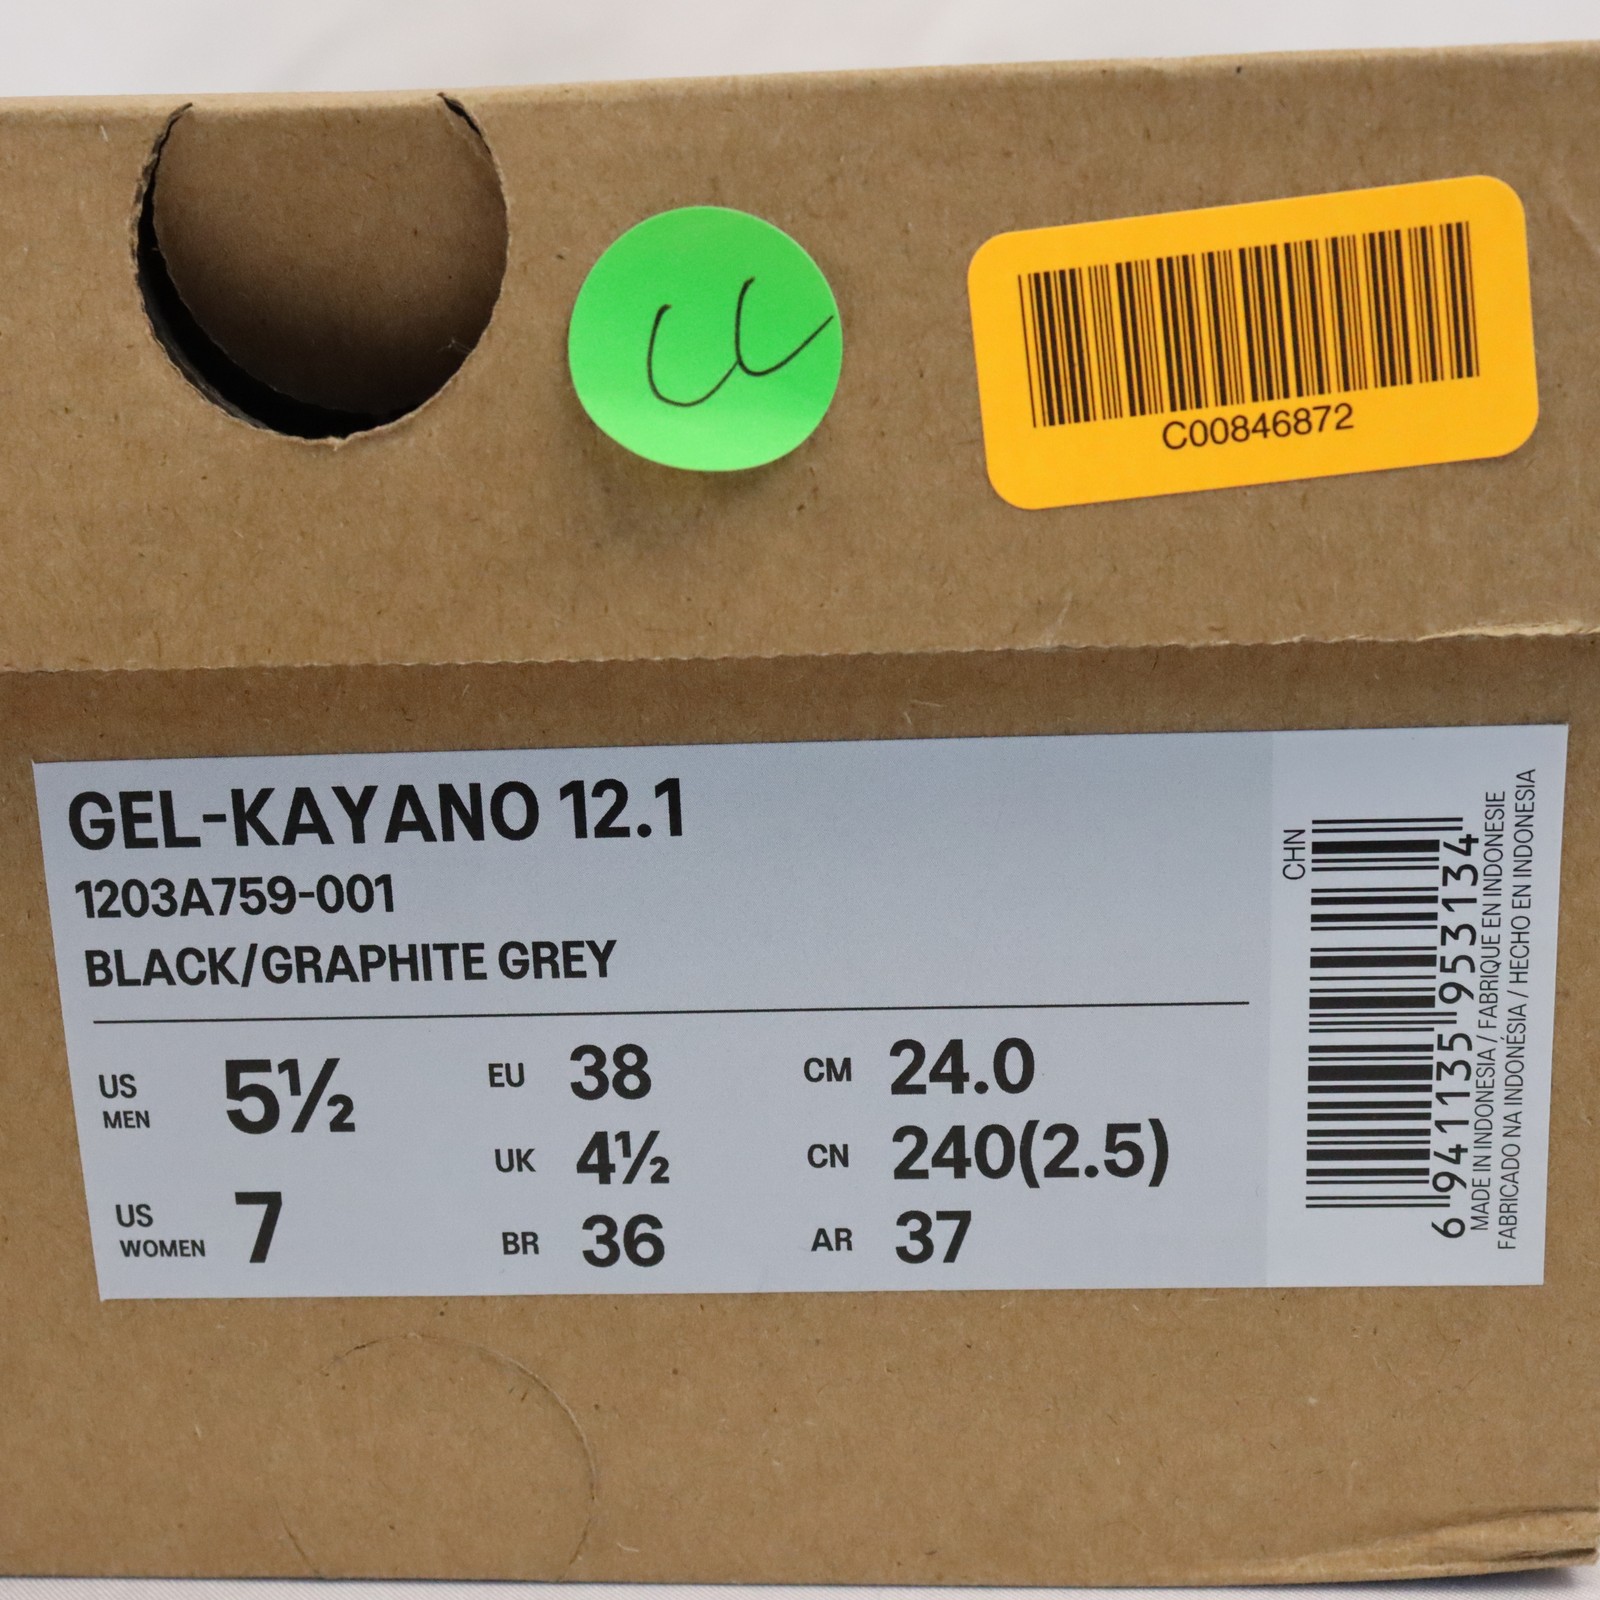 CC
C00846872
GEL-KAYANO 12.1
1203A759-001
BLACK/GRAPHITE GREY
US MEN 5½
EU 38
CM 24.0
UK 4½
CN 240(2.5)
US WOMEN 7
BR 36
AR 37
CHN
6 941135 953134
MADE IN INDONESIA / FABRIQUE EN INDONESIE
FABRICADO NA INDONÉSIA / HECHO EN INDONESIA